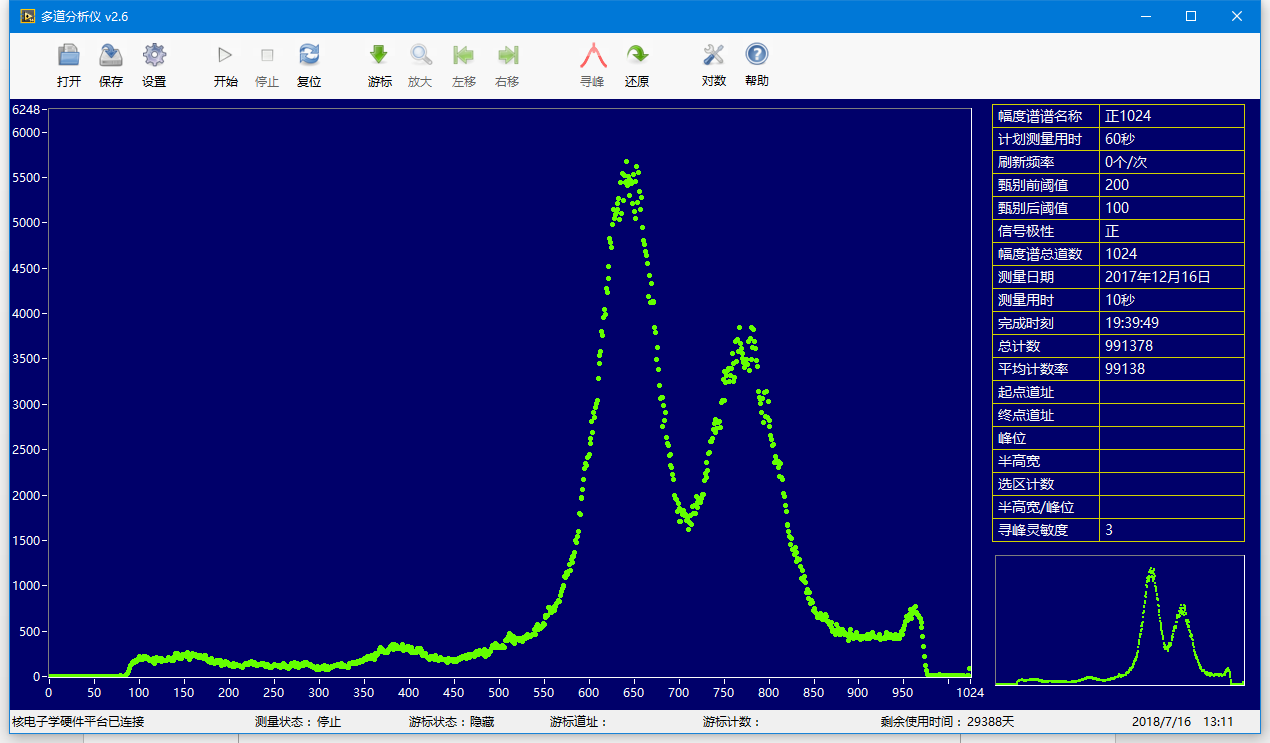 多道分析仪 v2.6
打开 保存 设置 开始 停止 复位 游标 放大 左移 右移 寻峰 还原 对数 帮助
6248
6000
5500
5000
4500
4000
3500
3000
2500
2000
1500
1000
500
0
0 50 100 150 200 250 300 350 400 450 500 550 600 650 700 750 800 850 900 950 1024
幅度谱谱名称 正1024
计划测量用时 60秒
刷新频率 0个/次
甄别前阈值 200
甄别后阈值 100
信号极性 正
幅度谱总道数 1024
测量日期 2017年12月16日
测量用时 10秒
完成时刻 19:39:49
总计数 991378
平均计数率 99138
起点道址
终点道址
峰位
半高宽
选区计数
半高宽/峰位
寻峰灵敏度 3
核电子学硬件平台已连接 测量状态：停止 游标状态：隐藏 游标道址： 游标计数： 剩余使用时间：29388天 2018/7/16 13:11